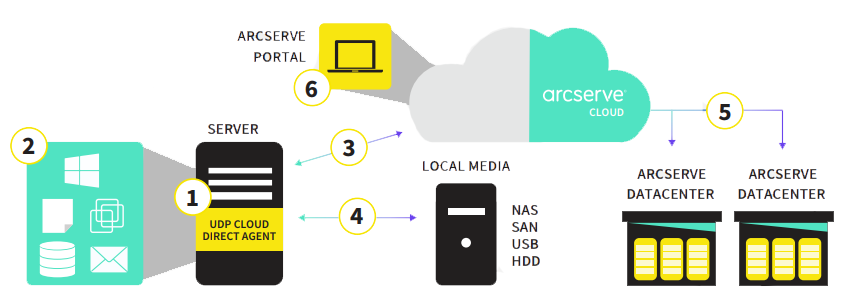 ARCSERVE
PORTAL
6
arcserve®
CLOUD
5
2
SERVER
3
1
UDP CLOUD
DIRECT AGENT
4
LOCAL MEDIA
NAS
SAN
USB
HDD
ARCSERVE
DATACENTER
ARCSERVE
DATACENTER